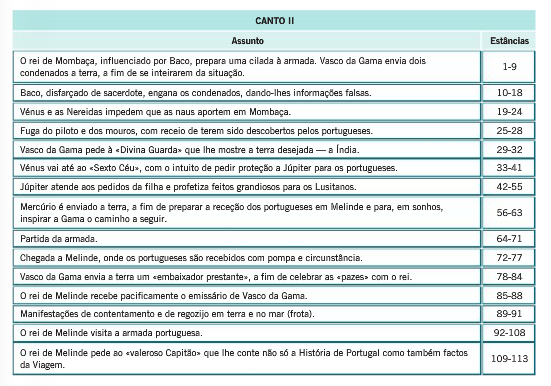 CANTO II
Assunto Estâncias
O rei de Mombaça, influenciado por Baco, prepara uma cilada à armada. Vasco da Gama envia dois
condenados a terra, a fim de se inteirarem da situação. 1-9
Baco, disfarçado de sacerdote, engana os condenados, dando-lhes informações falsas. 10-18
Vénus e as Nereidas impedem que as naus aportem em Mombaça. 19-24
Fuga do piloto e dos mouros, com receio de terem sido descobertos pelos portugueses. 25-28
Vasco da Gama pede à «Divina Guarda» que lhe mostre a terra desejada — a Índia. 29-32
Vénus vai até ao «Sexto Céu», com o intuito de pedir proteção a Júpiter para os portugueses. 33-41
Júpiter atende aos pedidos da filha e profetiza feitos grandiosos para os Lusitanos. 42-55
Mercúrio é enviado a terra, a fim de preparar a receção dos portugueses em Melinde e para, em sonhos,
inspirar a Gama o caminho a seguir. 56-63
Partida da armada. 64-71
Chegada a Melinde, onde os portugueses são recebidos com pompa e circunstância. 72-77
Vasco da Gama envia a terra um «embaixador prestante», a fim de celebrar as «pazes» com o rei. 78-84
O rei de Melinde recebe pacificamente o emissário de Vasco da Gama. 85-88
Manifestações de contentamento e de regozijo em terra e no mar (frota). 89-91
O rei de Melinde visita a armada portuguesa. 92-108
O rei de Melinde pede ao «valeroso Capitão» que lhe conte não só a História de Portugal como também factos
da Viagem. 109-113